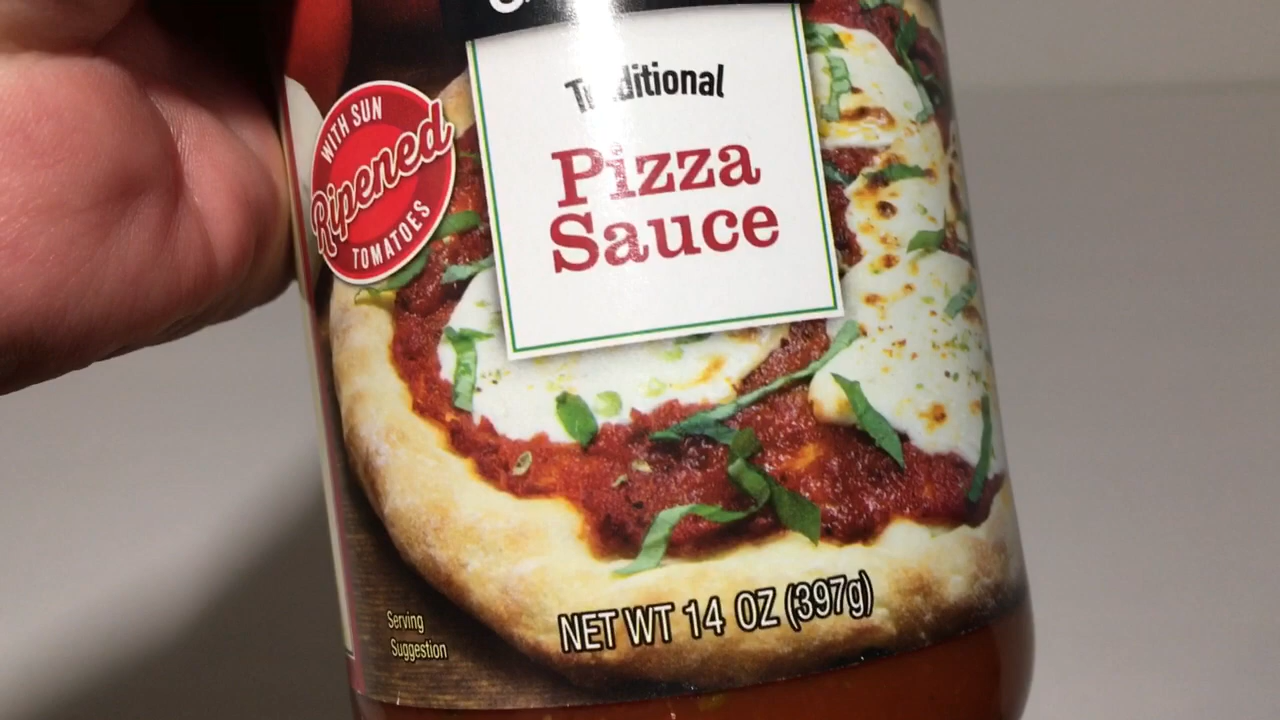 Traditional
Pizza
Sauce
WITH SUN
Ripened
TOMATOES
NET WT 14 OZ (397g)
Serving
Suggestion